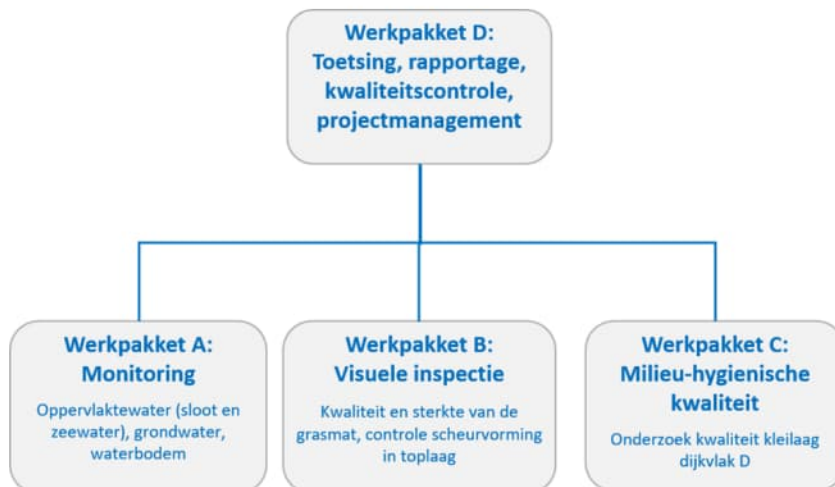 Werkpakket D:
Toetsing, rapportage,
kwaliteitscontrole,
projectmanagement
Werkpakket A:
Monitoring
Oppervlaktewater (sloot en
zeewater), grondwater,
waterbodem
Werkpakket B:
Visuele inspectie
Kwaliteit en sterkte van de
grasmat, controle scheurvorming
in toplaag
Werkpakket C:
Milieu-hygienische
kwaliteit
Onderzoek kwaliteit kleilaag
dijkvlak D